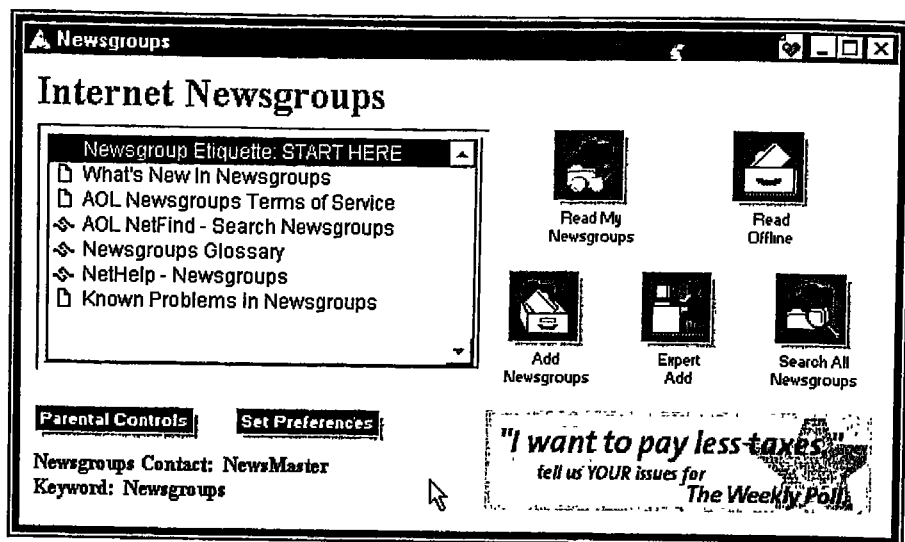 Newsgroups
Internet Newsgroups
Newsgroup Etiquette: START HERE
What's New In Newsgroups
AOL Newsgroups Terms of Service
AOL NetFind - Search Newsgroups
Newsgroups Glossary
NetHelp - Newsgroups
Known Problems in Newsgroups
Read My
Newsgroups
Read
Offline
Add
Newsgroups
Expert
Add
Search All
Newsgroups
Parental Controls
Set Preferences
Newsgroups Contact: NewsMaster
Keyword: Newsgroups
"I want to pay less taxes,"
tell us YOUR issues for
The Weekly Poll